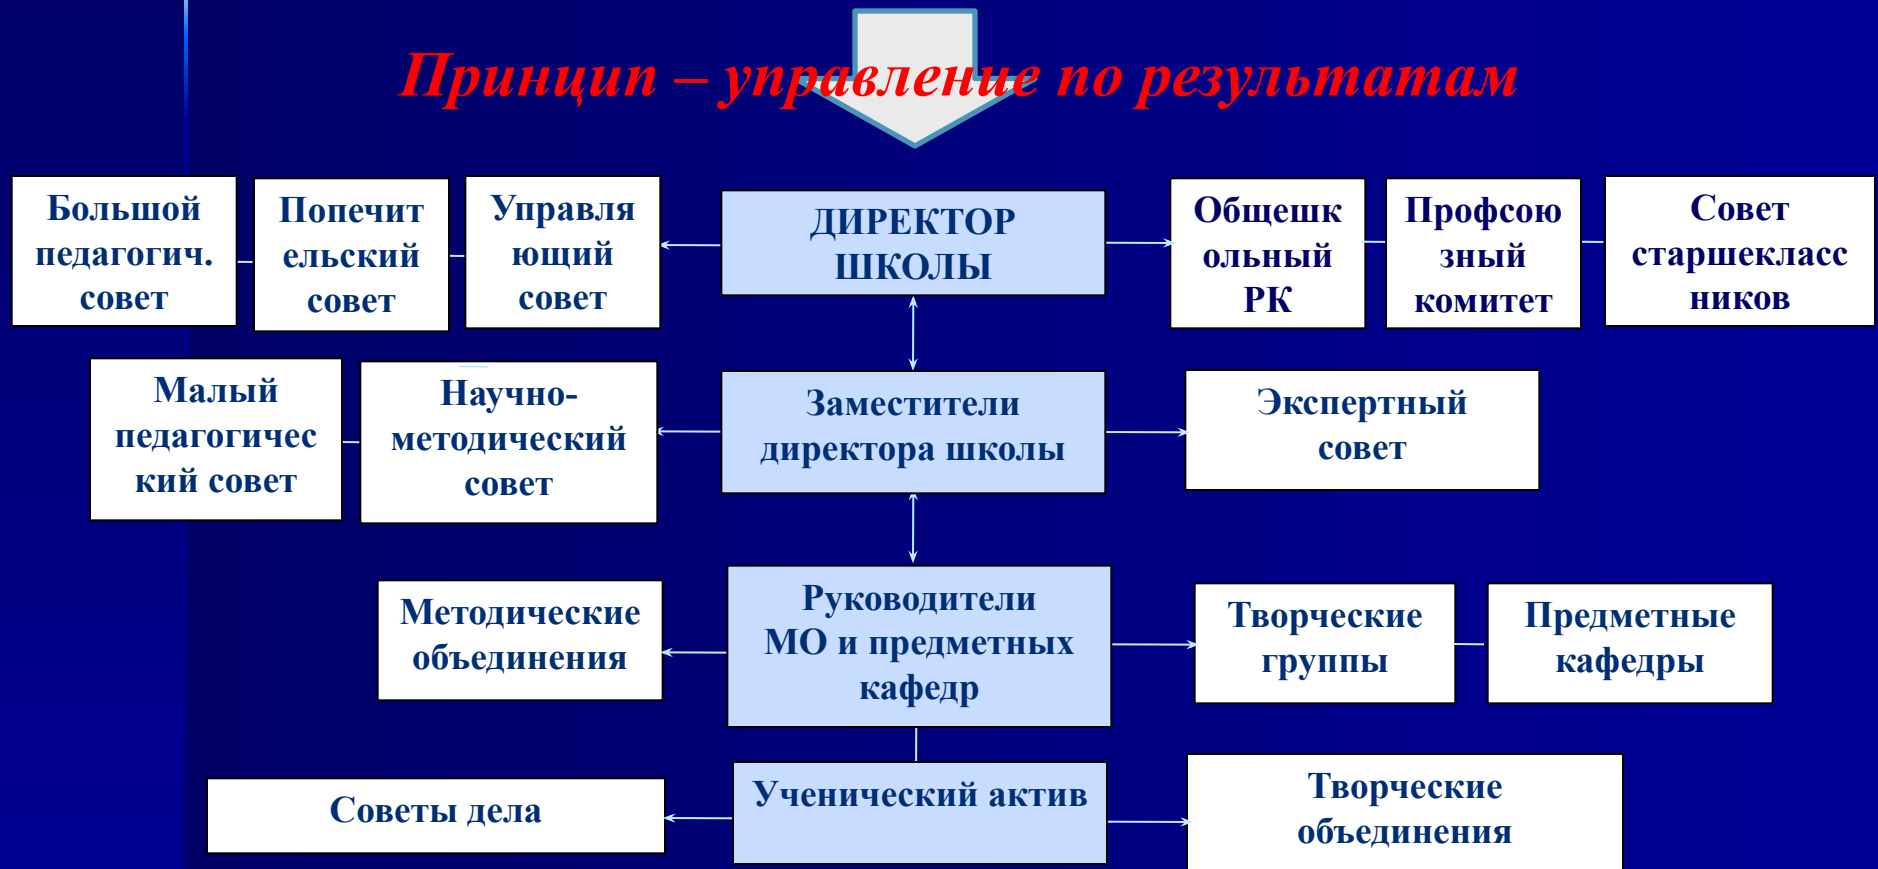 Принцип – управление по результатам
Большой
педагогич.
совет
Попечит
ельский
совет
Управля
ющий
совет
ДИРЕКТОР
ШКОЛЫ
Общешк
ольный
РК
Профсою
зный
комитет
Совет
старшекласс
ников
Малый
педагогичес
кий совет
Научно-
методический
совет
Заместители
директора школы
Экспертный
совет
Методические
объединения
Руководители
МО и предметных
кафедр
Творческие
группы
Предметные
кафедры
Советы дела
Ученический актив
Творческие
объединения